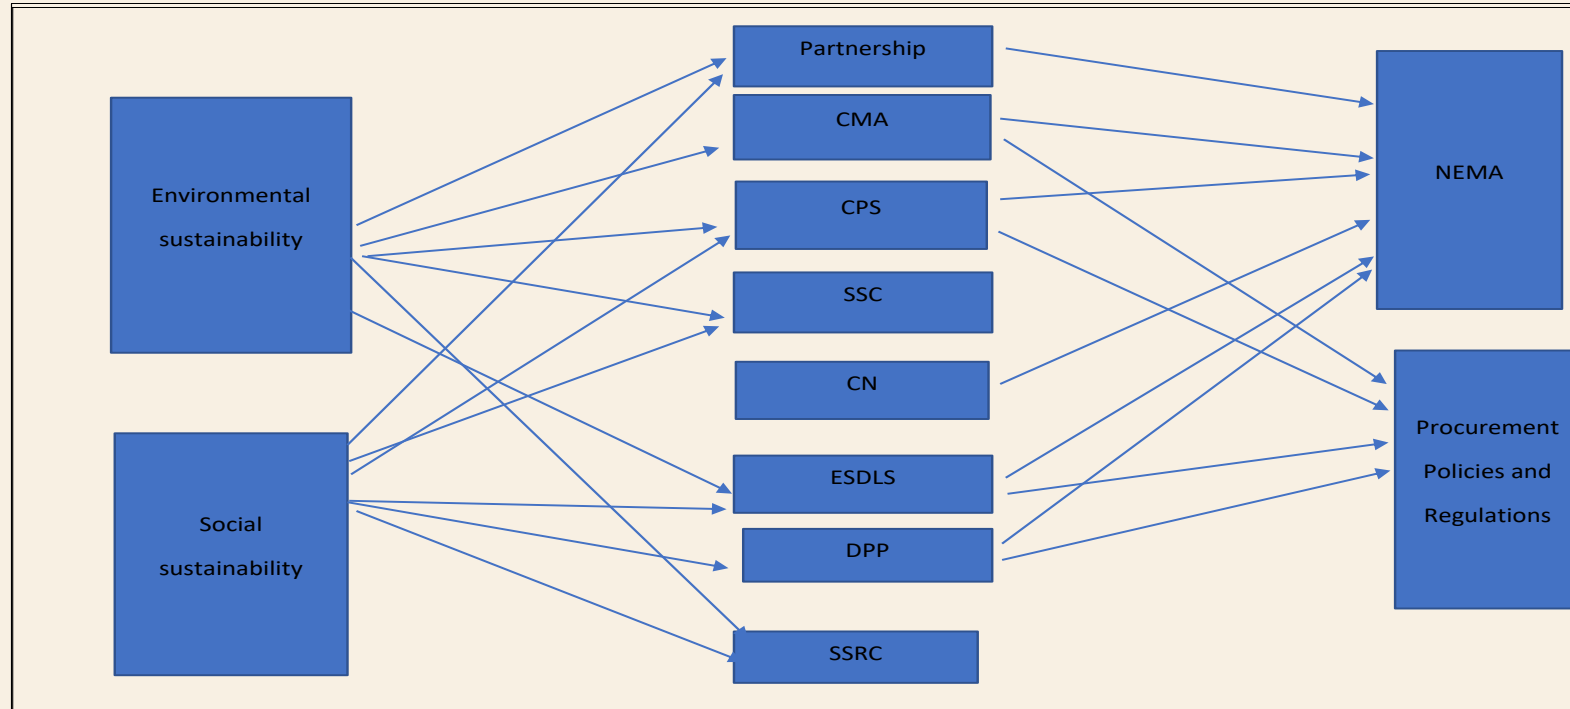 Environmental
sustainability
Social
sustainability
Partnership
CMA
CPS
SSC
CN
ESDLS
DPP
SSRC
NEMA
Procurement
Policies and
Regulations